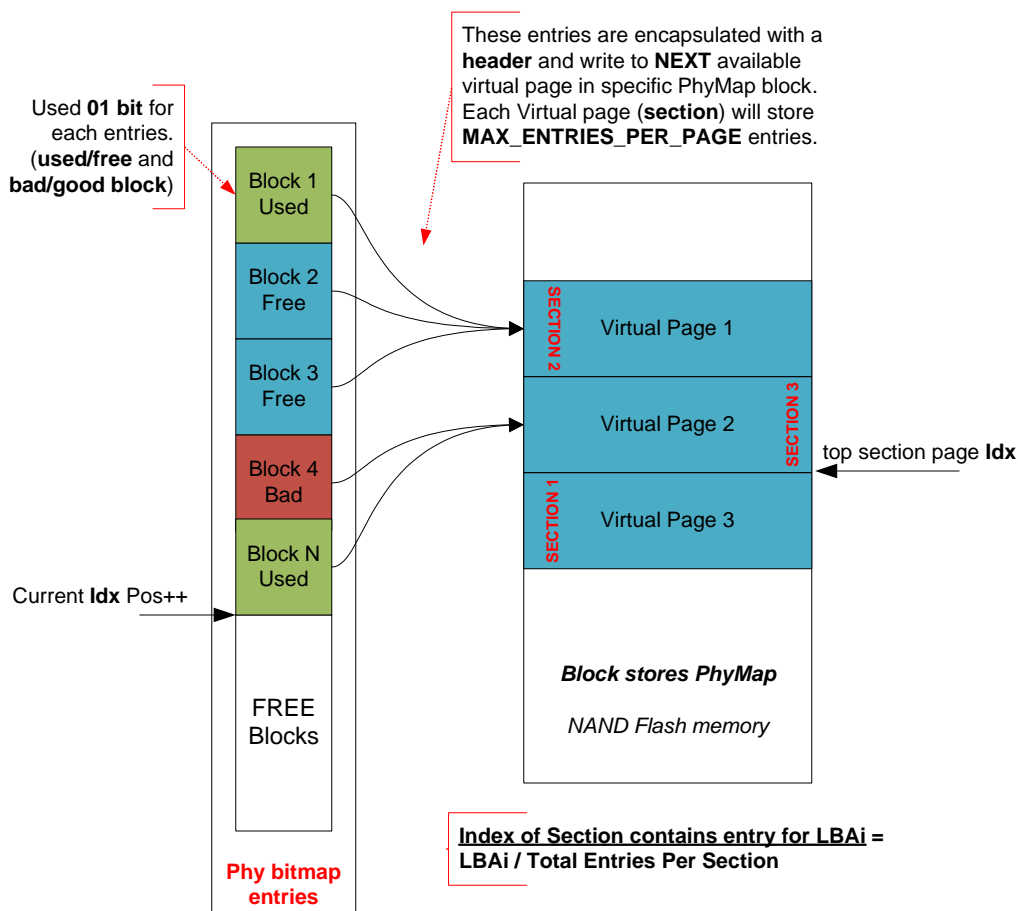 These entries are encapsulated with a
header and write to NEXT available
virtual page in specific PhyMap block.
Each Virtual page (section) will store
MAX_ENTRIES_PER_PAGE entries.
Used 01 bit for
each entries.
(used/free and
bad/good block)
Block 1
Used
Block 2
Free
Block 3
Free
Block 4
Bad
Block N
Used
Current Idx Pos++
FREE
Blocks
Phy bitmap
entries
SECTION 2
Virtual Page 1
Virtual Page 2
SECTION 3
SECTION 1
Virtual Page 3
top section page Idx
Block stores PhyMap
NAND Flash memory
Index of Section contains entry for LBAi =
LBAi / Total Entries Per Section